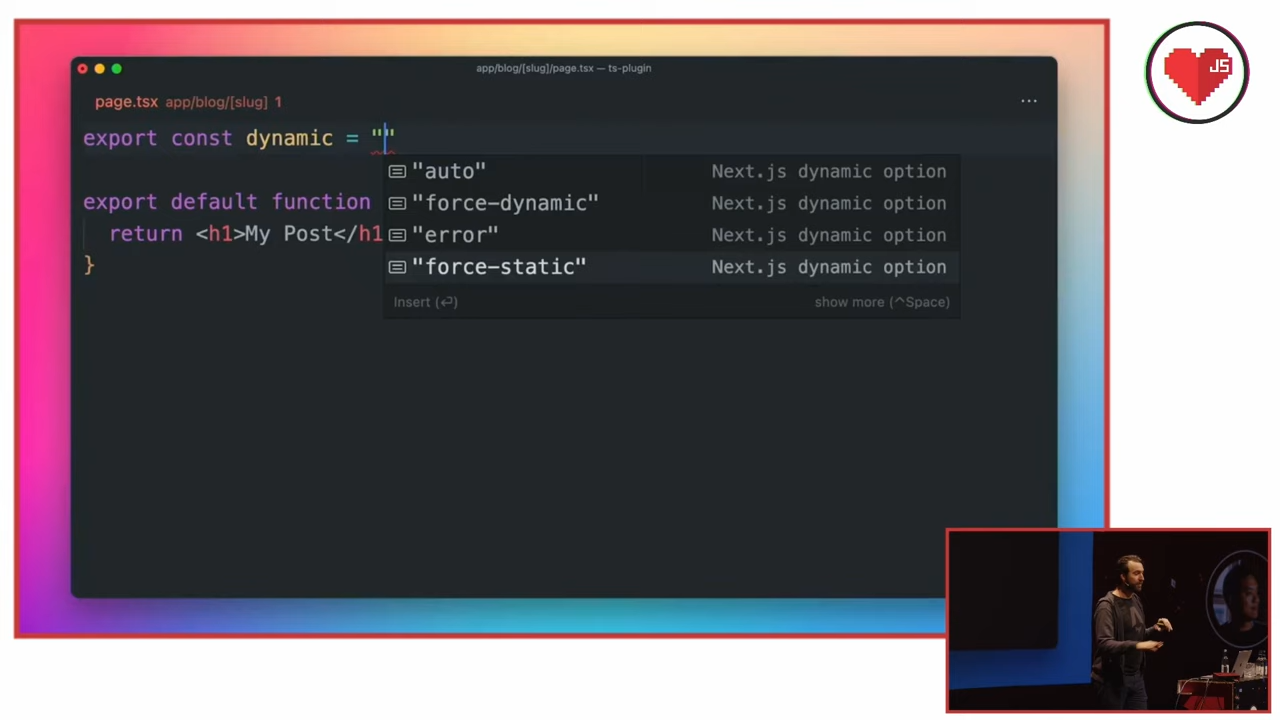 app/blog/[slug]/page.tsx — ts-plugin
page.tsx app/blog/[slug] 1
export const dynamic = ""
"auto" Next.js dynamic option
"force-dynamic" Next.js dynamic option
"error" Next.js dynamic option
"force-static" Next.js dynamic option
Insert (⏎) show more (^Space)
export default function
return <h1>My Post</h1
}
JS